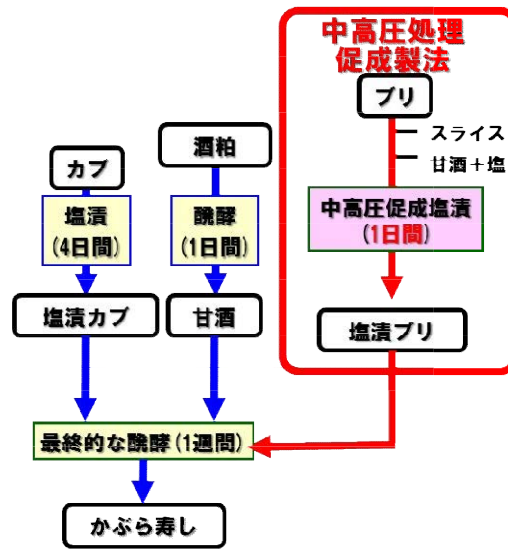 中高圧処理
促成製法
ブリ
スライス
甘酒+塩
中高圧促成塩漬
(1日間)
塩漬ブリ
酒粕
カブ
塩漬
(4日間)
醗酵
(1日間)
塩漬カブ
甘酒
最終的な醗酵(1週間)
かぶら寿し